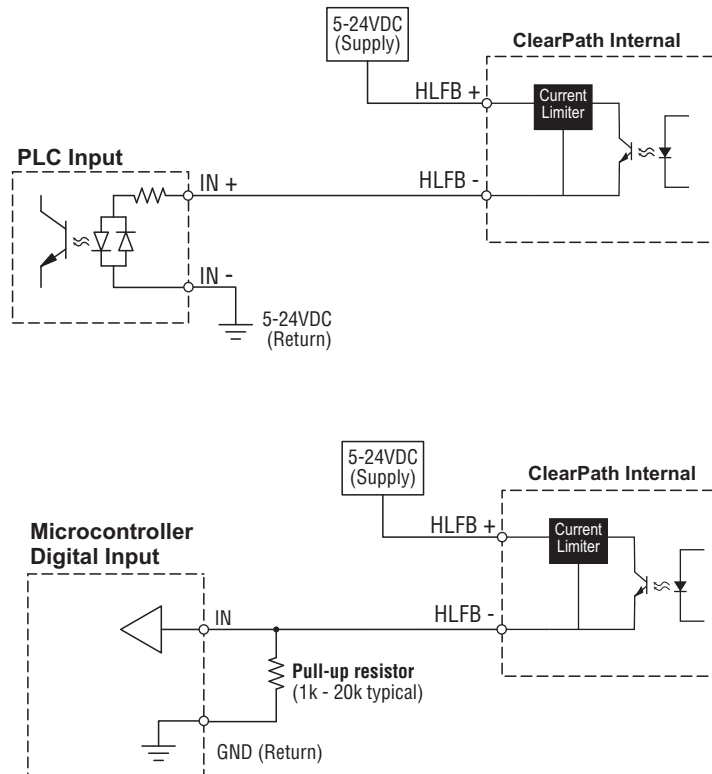 5-24VDC
(Supply)
ClearPath Internal
HLFB +
Current
Limiter
PLC Input
IN +
HLFB -
IN -
5-24VDC
(Return)
5-24VDC
(Supply)
ClearPath Internal
HLFB +
Current
Limiter
Microcontroller
Digital Input
IN
HLFB -
Pull-up resistor
(1k - 20k typical)
GND (Return)